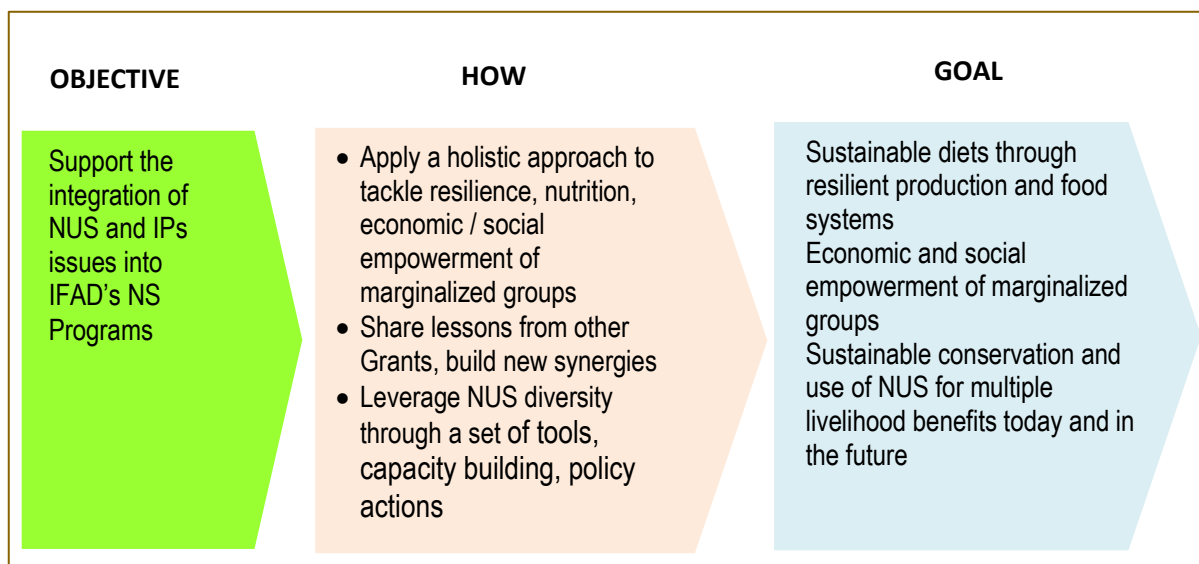 OBJECTIVE
Support the
integration of
NUS and IPs
issues into
IFAD’s NS
Programs
HOW
• Apply a holistic approach to
tackle resilience, nutrition,
economic / social
empowerment of
marginalized groups
• Share lessons from other
Grants, build new synergies
• Leverage NUS diversity
through a set of tools,
capacity building, policy
actions
GOAL
Sustainable diets through
resilient production and food
systems
Economic and social
empowerment of marginalized
groups
Sustainable conservation and
use of NUS for multiple
livelihood benefits today and in
the future